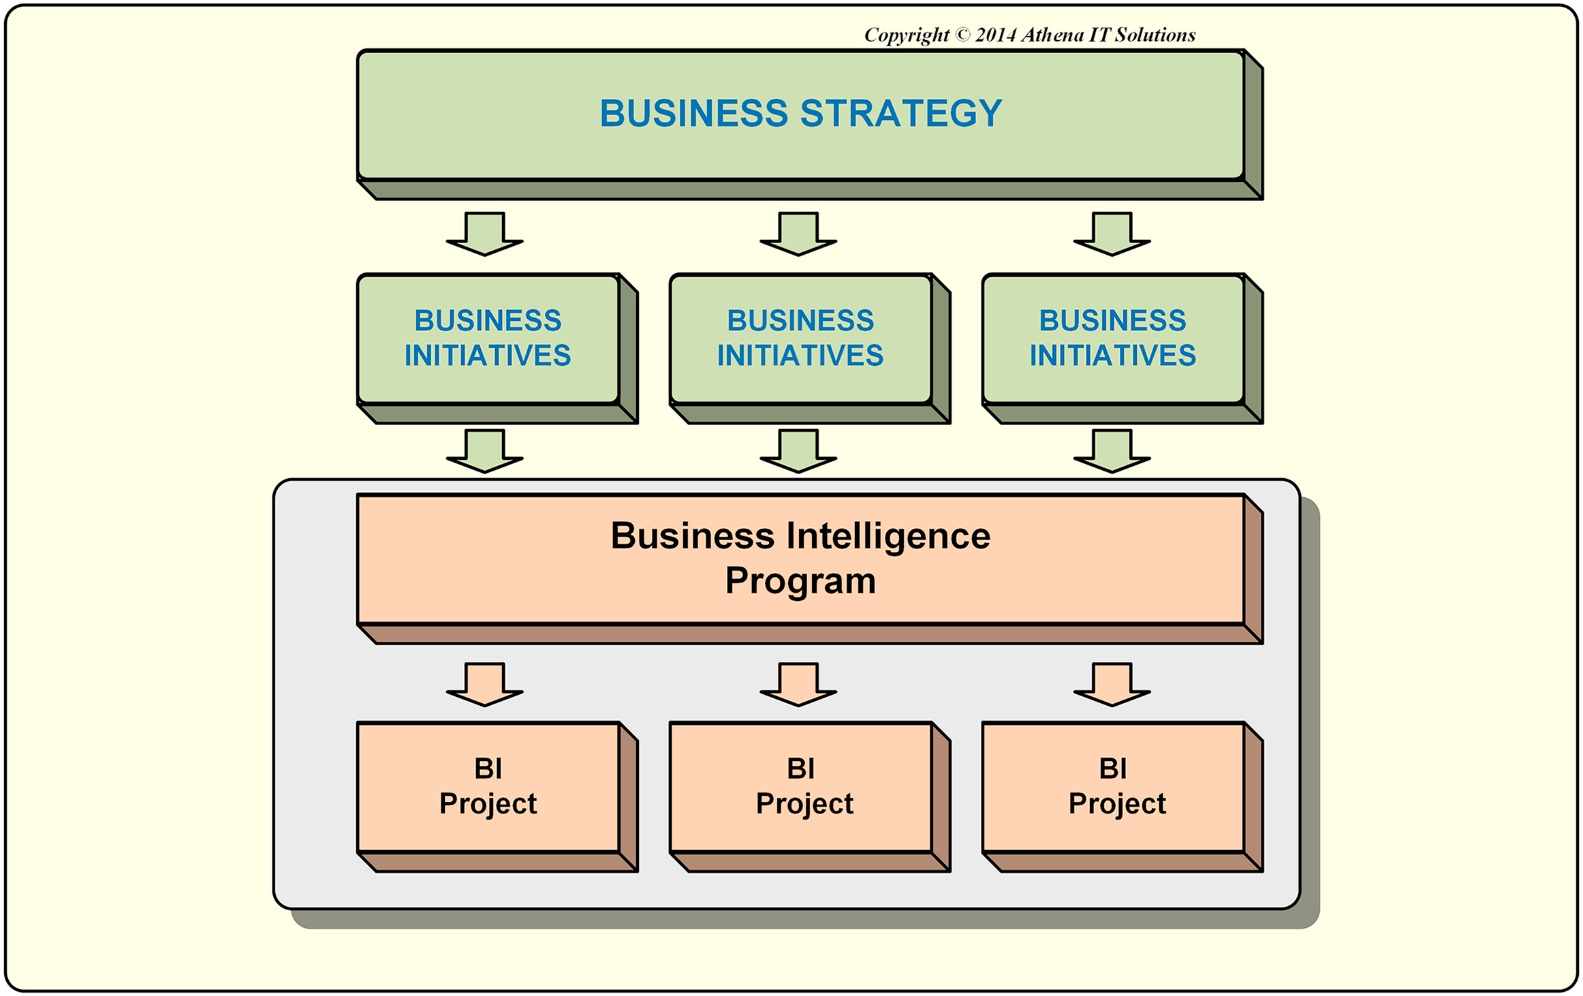 Copyright © 2014 Athena IT Solutions
BUSINESS STRATEGY
BUSINESS
INITIATIVES
BUSINESS
INITIATIVES
BUSINESS
INITIATIVES
Business Intelligence
Program
BI
Project
BI
Project
BI
Project